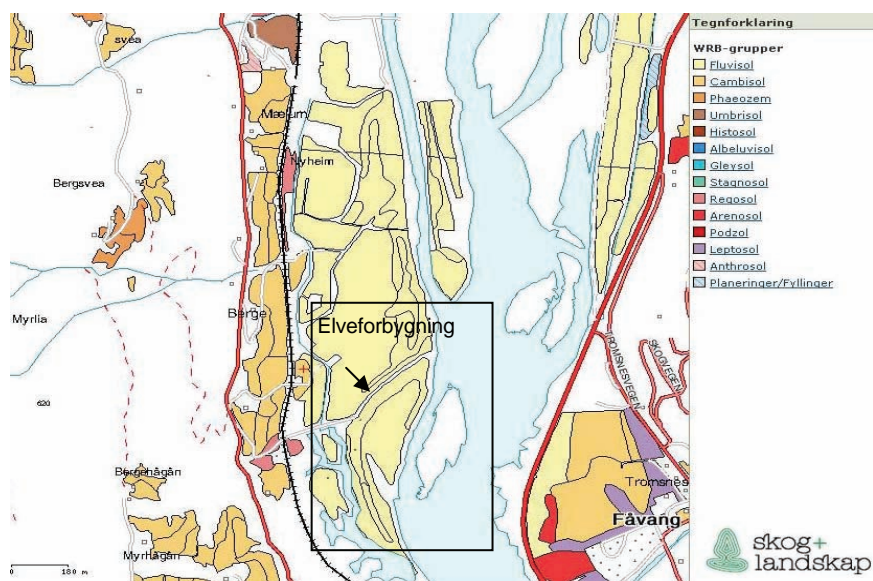 Tegnforklaring
WRB-grupper
Fluvisol
Cambisol
Phaeozem
Umbrisol
Histosol
Albeluvisol
Gleysol
Stagnosol
Regosol
Arenosol
Podzol
Leptosol
Anthrosol
Planeringer/Fyllinger
svea
Mælum
Nyheim
Bergsvea
Myrlia
Berge
Elveforbygning
TROMSNESVEGEN
SKOGVEGEN
620
Bergehågån
Tromsnes
Fåvang
Myrhågån
0 180 m
skog+
landskap